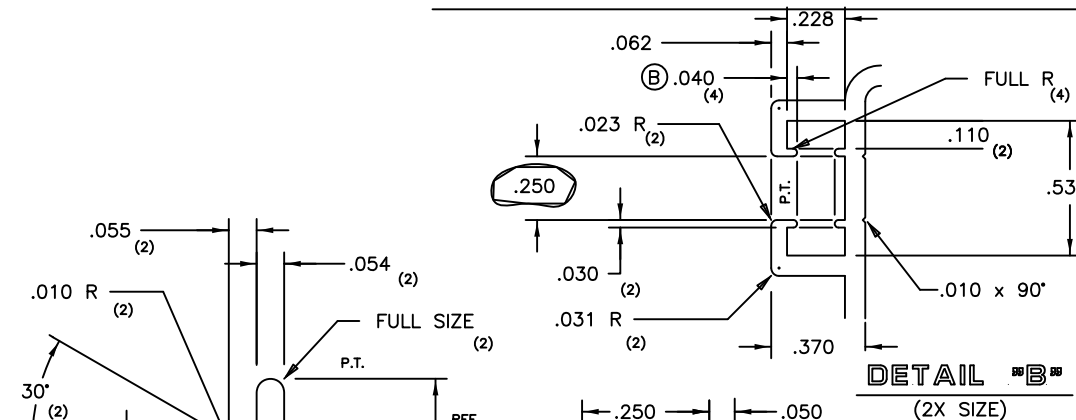 .228
.062
B .040
(4)
FULL R
(4)
.023 R
(2)
.110
(2)
.250
P.T.
.53
.055
(2)
.054
(2)
.030
(2)
.010 x 90°
.010 R
(2)
.031 R
(2)
FULL SIZE
(2)
.370
P.T.
DETAIL "B"
30°
(2)
(2X SIZE)
.250
.050